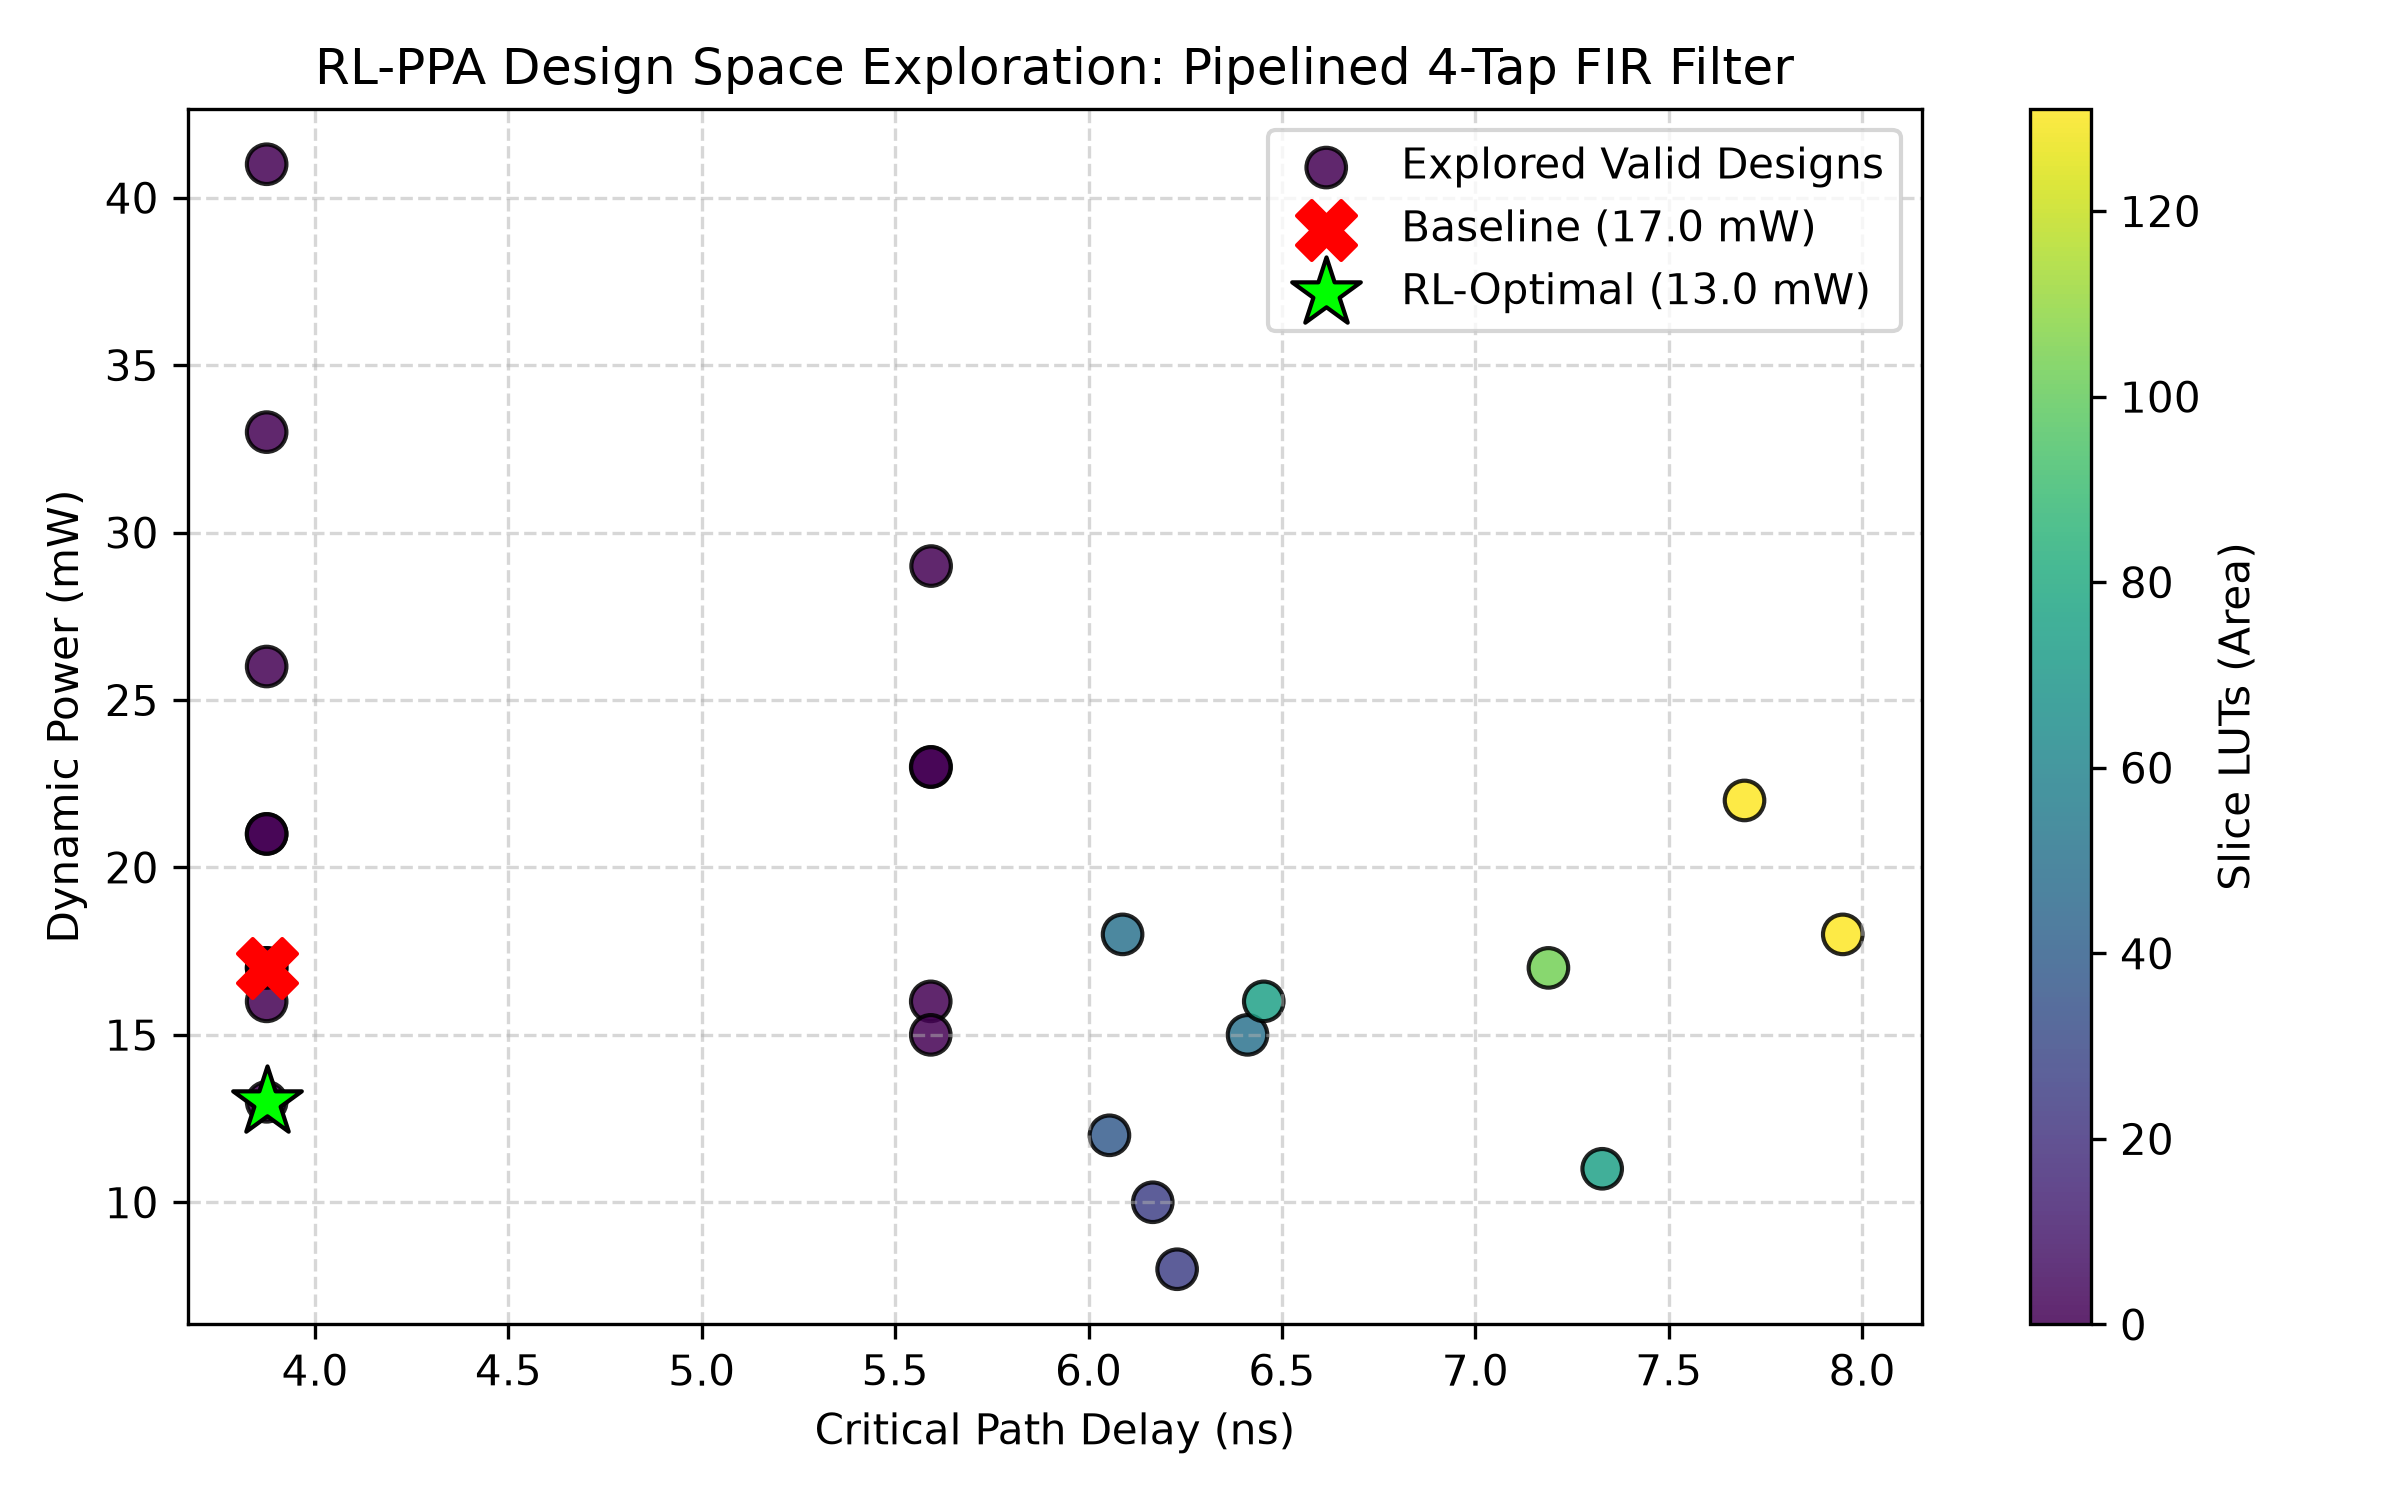 RL-PPA Design Space Exploration: Pipelined 4-Tap FIR Filter
Explored Valid Designs
Baseline (17.0 mW)
RL-Optimal (13.0 mW)
Dynamic Power (mW)
40
35
30
25
20
15
10
4.0 4.5 5.0 5.5 6.0 6.5 7.0 7.5 8.0
Critical Path Delay (ns)
120
100
80
60
40
20
0
Slice LUTs (Area)